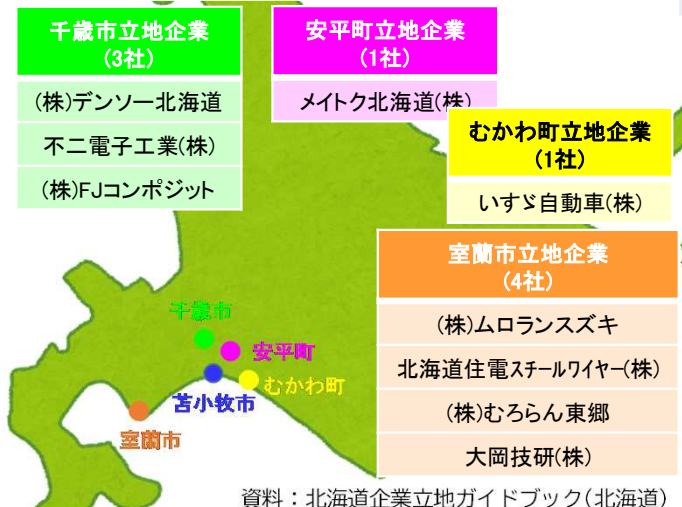 千歳市立地企業
(3社)
(株)デンソー北海道
不二電子工業(株)
(株)FJコンポジット
安平町立地企業
(1社)
メイトク北海道(株)
むかわ町立地企業
(1社)
いすゞ自動車(株)
室蘭市立地企業
(4社)
(株)ムロランスズキ
北海道住電スチールワイヤー(株)
(株)むろらん東郷
大岡技研(株)
千歳市
安平町
むかわ町
苫小牧市
室蘭市
資料：北海道企業立地ガイドブック(北海道)